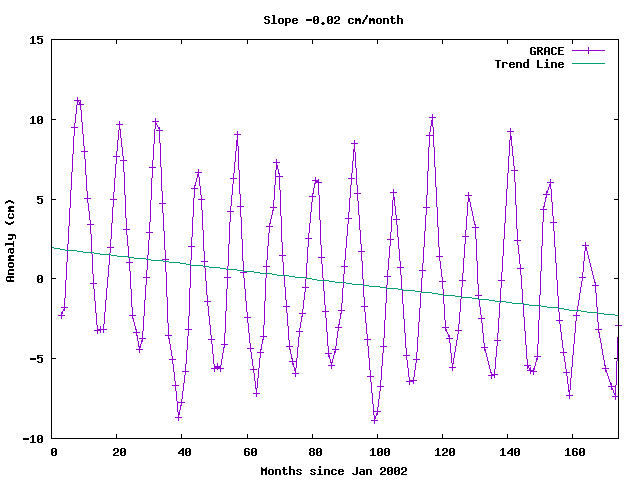 Slope -0.02 cm/month
GRACE
Trend Line
Anomaly (cm)
15
10
5
0
-5
-10
0 20 40 60 80 100 120 140 160
Months since Jan 2002